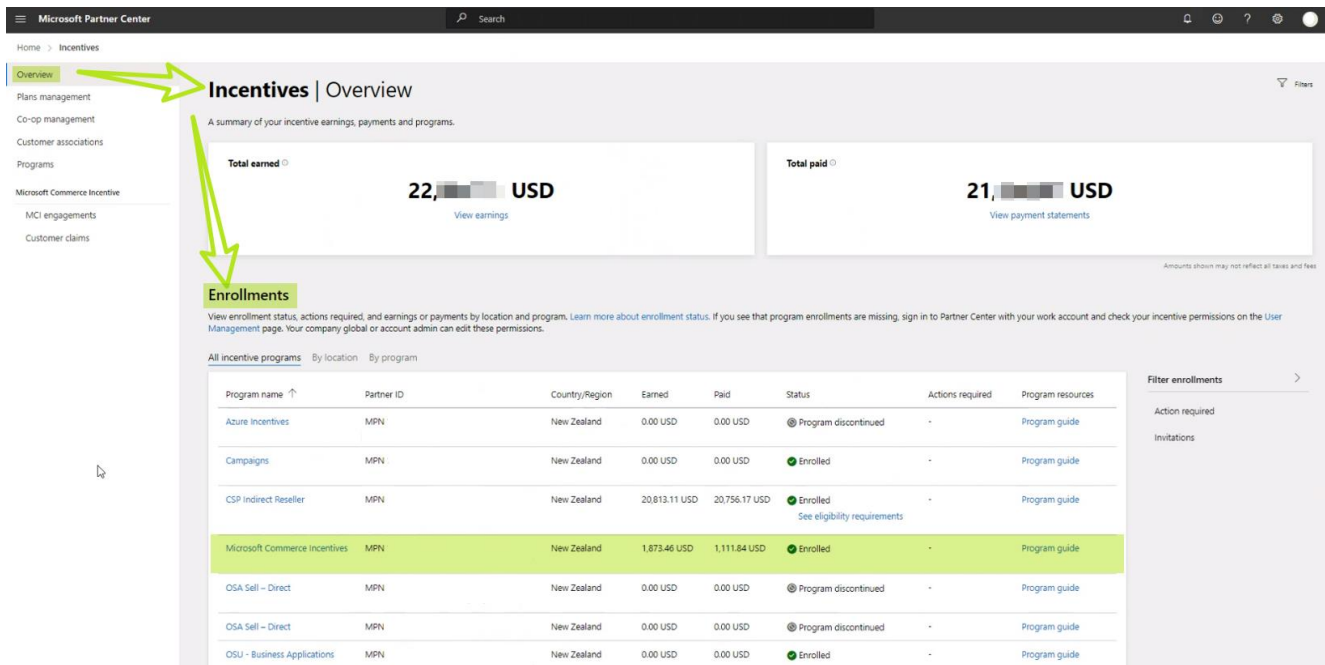 Microsoft Partner Center
Search
Home > Incentives
Overview
Plans management
Co-op management
Customer associations
Programs
Microsoft Commerce Incentive
MCI engagements
Customer claims
Incentives | Overview
Filters
A summary of your incentive earnings, payments and programs.
Total earned
22, USD
View earnings
Total paid
21, USD
View payment statements
Amounts shown may not reflect all taxes and fees
Enrollments
View enrollment status, actions required, and earnings or payments by location and program. Learn more about enrollment status. If you see that program enrollments are missing, sign in to Partner Center with your work account and check your incentive permissions on the User
Management page. Your company global or account admin can edit these permissions.
All incentive programs By location By program
Program name ↑ Partner ID Country/Region Earned Paid Status Actions required Program resources
Azure Incentives MPN New Zealand 0.00 USD 0.00 USD Program discontinued - Program guide
Campaigns MPN New Zealand 0.00 USD 0.00 USD Enrolled - Program guide
CSP Indirect Reseller MPN New Zealand 20,813.11 USD 20,756.17 USD Enrolled - Program guide
See eligibility requirements
Microsoft Commerce Incentives MPN New Zealand 1,873.46 USD 1,111.84 USD Enrolled - Program guide
OSA Sell – Direct MPN New Zealand 0.00 USD 0.00 USD Program discontinued - Program guide
OSA Sell – Direct MPN New Zealand 0.00 USD 0.00 USD Program discontinued - Program guide
OSU - Business Applications MPN New Zealand 0.00 USD 0.00 USD Enrolled - Program guide
Filter enrollments
Action required
Invitations